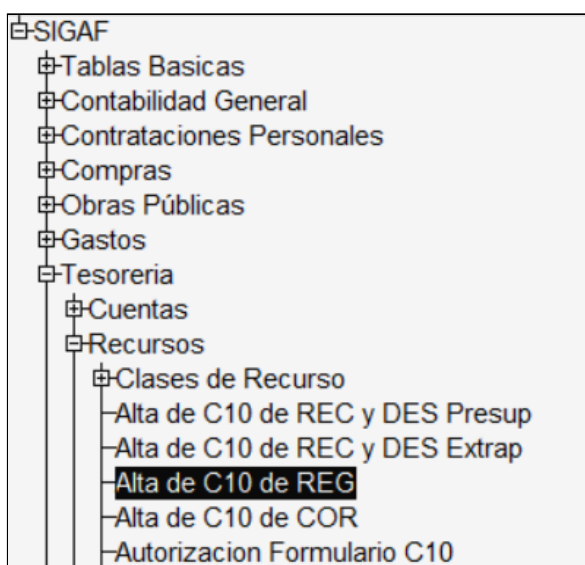 SIGAF
Tablas Basicas
Contabilidad General
Contrataciones Personales
Compras
Obras Públicas
Gastos
Tesoreria
Cuentas
Recursos
Clases de Recurso
Alta de C10 de REC y DES Presup
Alta de C10 de REC y DES Extrap
Alta de C10 de REG
Alta de C10 de COR
Autorizacion Formulario C10